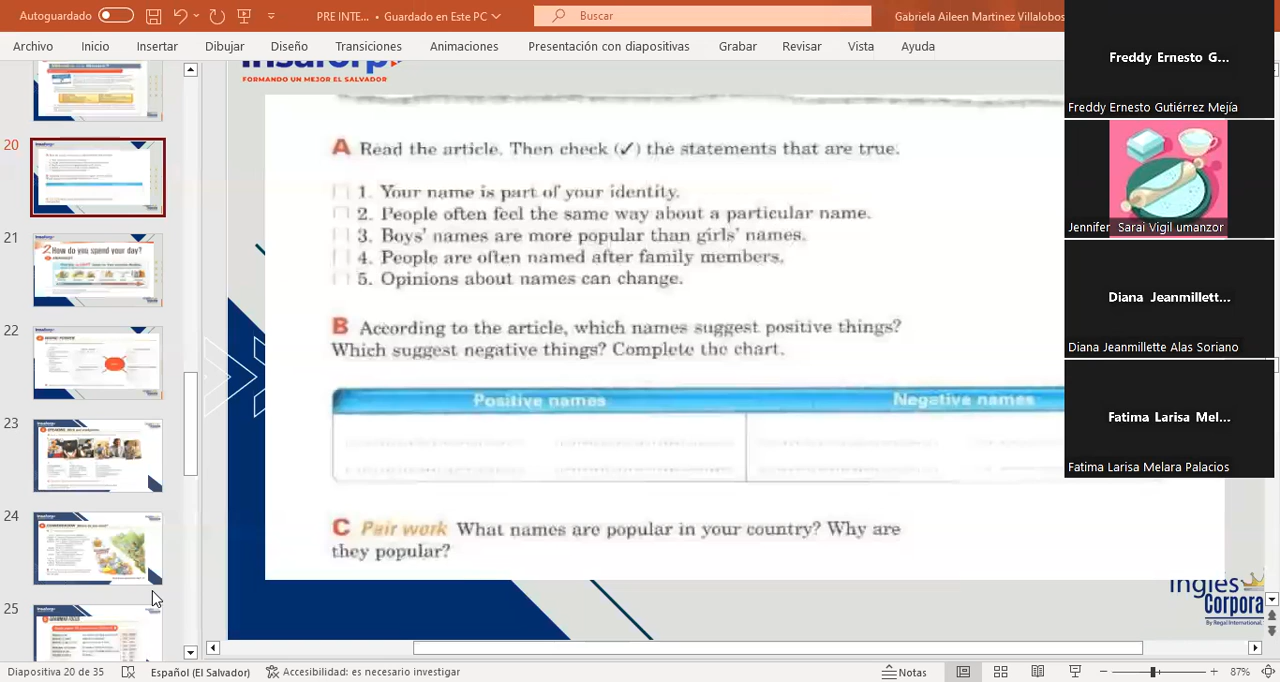 Autoguardado
PRE INTE... • Guardado en Este PC
Buscar
Gabriela Aileen Martinez Villalobos
Archivo Inicio Insertar Dibujar Diseño Transiciones Animaciones Presentación con diapositivas Grabar Revisar Vista Ayuda
FORMANDO UN MEJOR EL SALVADOR
A Read the article. Then check (✓) the statements that are true.
1. Your name is part of your identity.
2. People often feel the same way about a particular name.
3. Boys' names are more popular than girls' names.
4. People are often named after family members.
5. Opinions about names can change.
B According to the article, which names suggest positive things?
Which suggest negative things? Complete the chart.
Positive names Negative names
C Pair work What names are popular in your country? Why are
they popular?
Inglés
Corpora
By Regal International.
20
21
2 How do you spend your day?
22
23
24
25
Freddy Ernesto G...
Freddy Ernesto Gutiérrez Mejía
Jennifer Sarai Vigil umanzor
Diana Jeanmillett...
Diana Jeanmillette Alas Soriano
Fatima Larisa Mel...
Fatima Larisa Melara Palacios
Diapositiva 20 de 35
Español (El Salvador)
Accesibilidad: es necesario investigar
Notas
87%